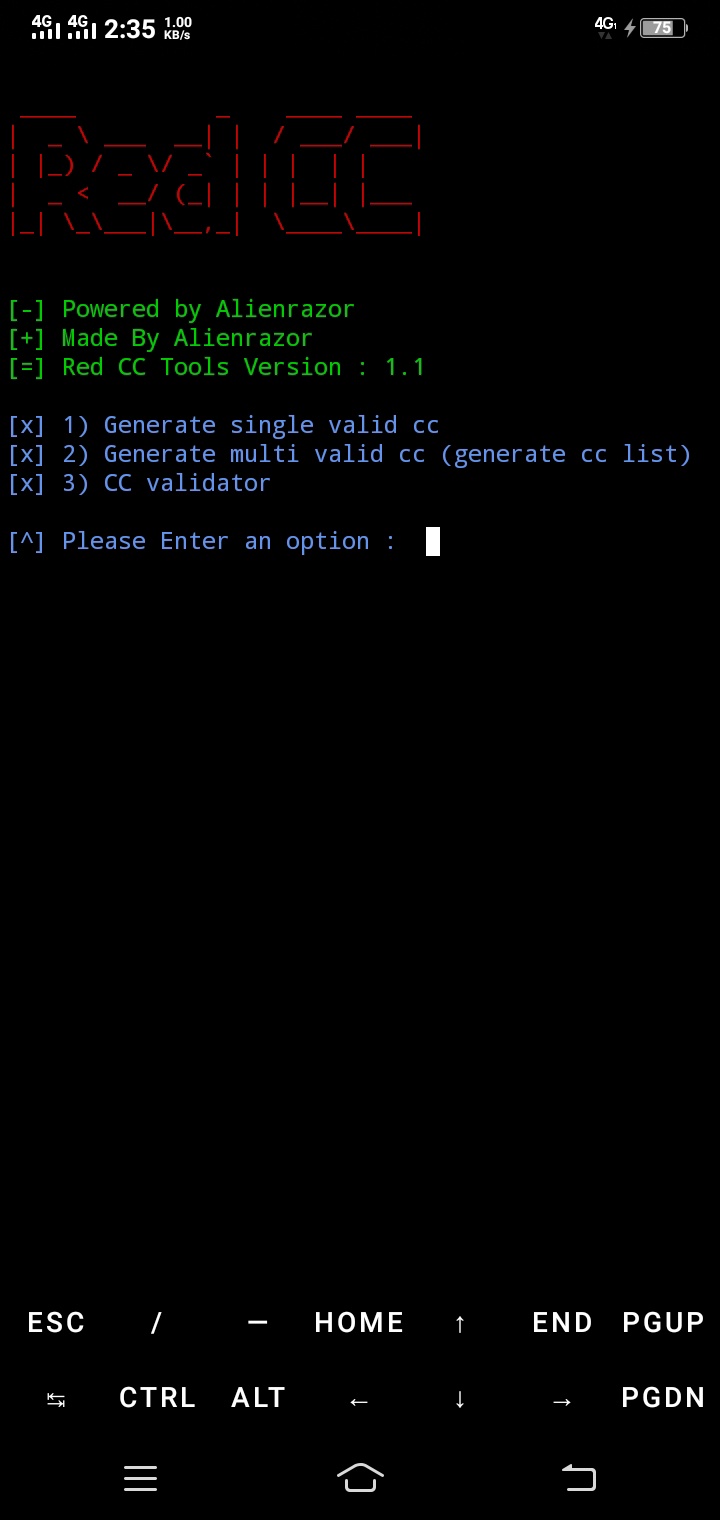 4G 4G 2:35 1.00 KB/s 4G 75
Red CC
[-] Powered by Alienrazor
[+] Made By Alienrazor
[=] Red CC Tools Version : 1.1
[x] 1) Generate single valid cc
[x] 2) Generate multi valid cc (generate cc list)
[x] 3) CC validator
[^] Please Enter an option :
ESC / — HOME ↑ END PGUP
↹ CTRL ALT ← ↓ → PGDN